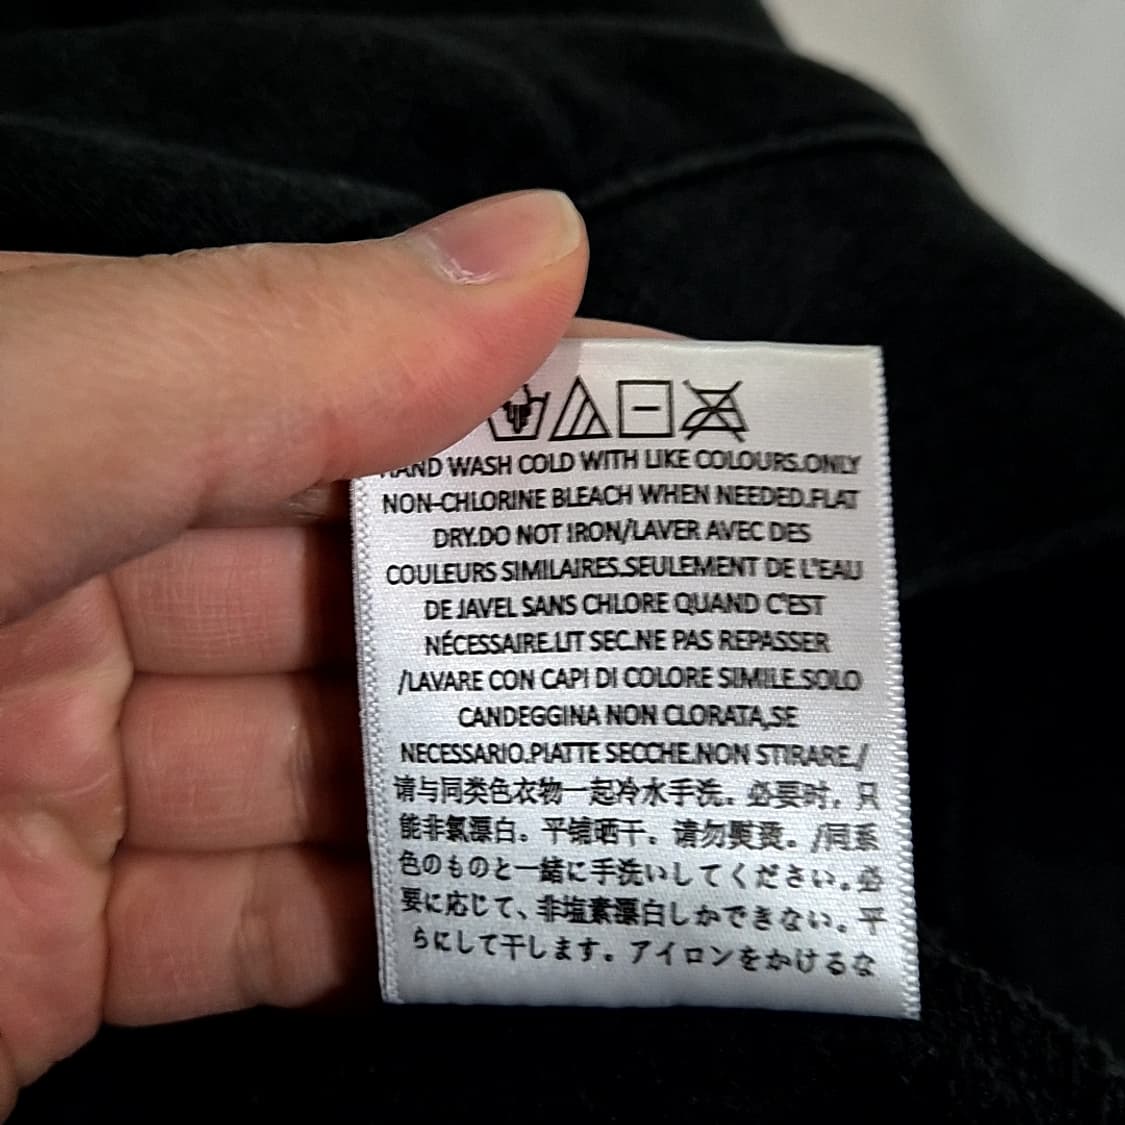 HAND WASH COLD WITH LIKE COLOURS.ONLY
NON-CHLORINE BLEACH WHEN NEEDED.FLAT
DRY.DO NOT IRON/LAVER AVEC DES
COULEURS SIMILAIRES.SEULEMENT DE L'EAU
DE JAVEL SANS CHLORE QUAND C'EST
NÉCESSAIRE.LIT SEC.NE PAS REPASSER
/LAVARE CON CAPI DI COLORE SIMILE.SOLO
CANDEGGINA NON CLORATA,SE
NECESSARIO.PIATTE SECCHE.NON STIRARE./
请与同类色衣物一起冷水手洗。必要时，只
能非氯漂白。平铺晒干。请勿熨烫。/同系
色のものと一緒に手洗いしてください。必
要に応じて、非塩素漂白しかできない。平
らにして干します。アイロンをかけるな